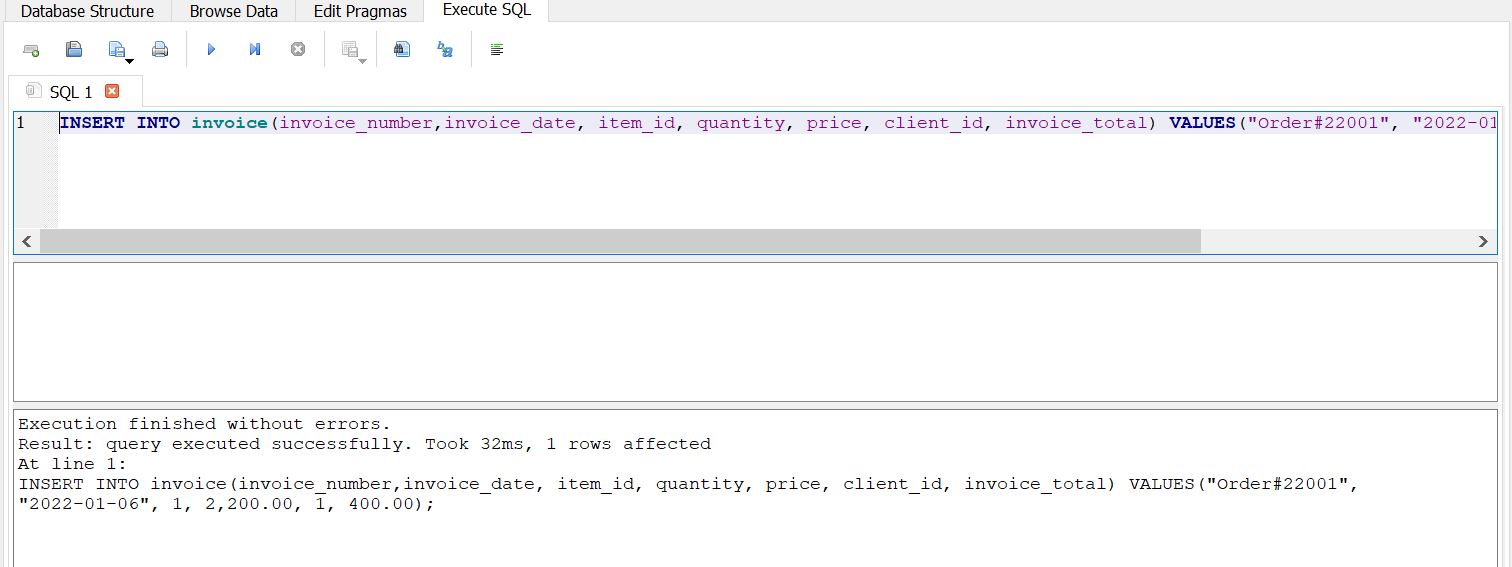 Database Structure Browse Data Edit Pragmas Execute SQL
SQL 1
1 INSERT INTO invoice(invoice_number,invoice_date, item_id, quantity, price, client_id, invoice_total) VALUES("Order#22001", "2022-01
Execution finished without errors.
Result: query executed successfully. Took 32ms, 1 rows affected
At line 1:
INSERT INTO invoice(invoice_number,invoice_date, item_id, quantity, price, client_id, invoice_total) VALUES("Order#22001",
"2022-01-06", 1, 2,200.00, 1, 400.00);